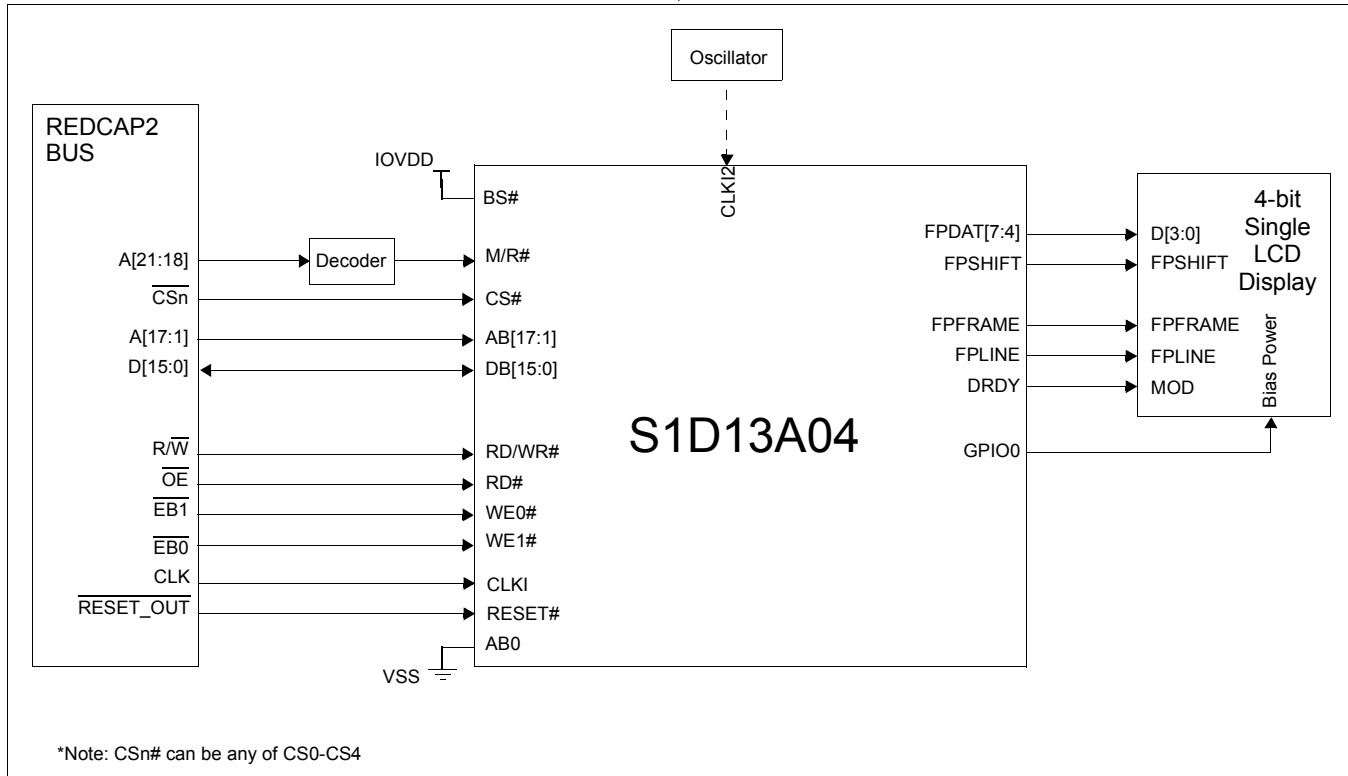 Oscillator
REDCAP2
BUS
IOVDD
BS#
CLKI2
4-bit
Single
LCD
Display
A[21:18]
Decoder
M/R#
CSn
CS#
A[17:1]
AB[17:1]
D[15:0]
DB[15:0]
FPDAT[7:4]
D[3:0]
FPSHIFT
FPSHIFT
FPFRAME
FPFRAME
FPLINE
FPLINE
DRDY
MOD
Bias Power
S1D13A04
GPIO0
R/W
RD/WR#
OE
RD#
EB1
WE0#
EB0
WE1#
CLK
CLKI
RESET_OUT
RESET#
AB0
VSS
*Note: CSn# can be any of CS0-CS4